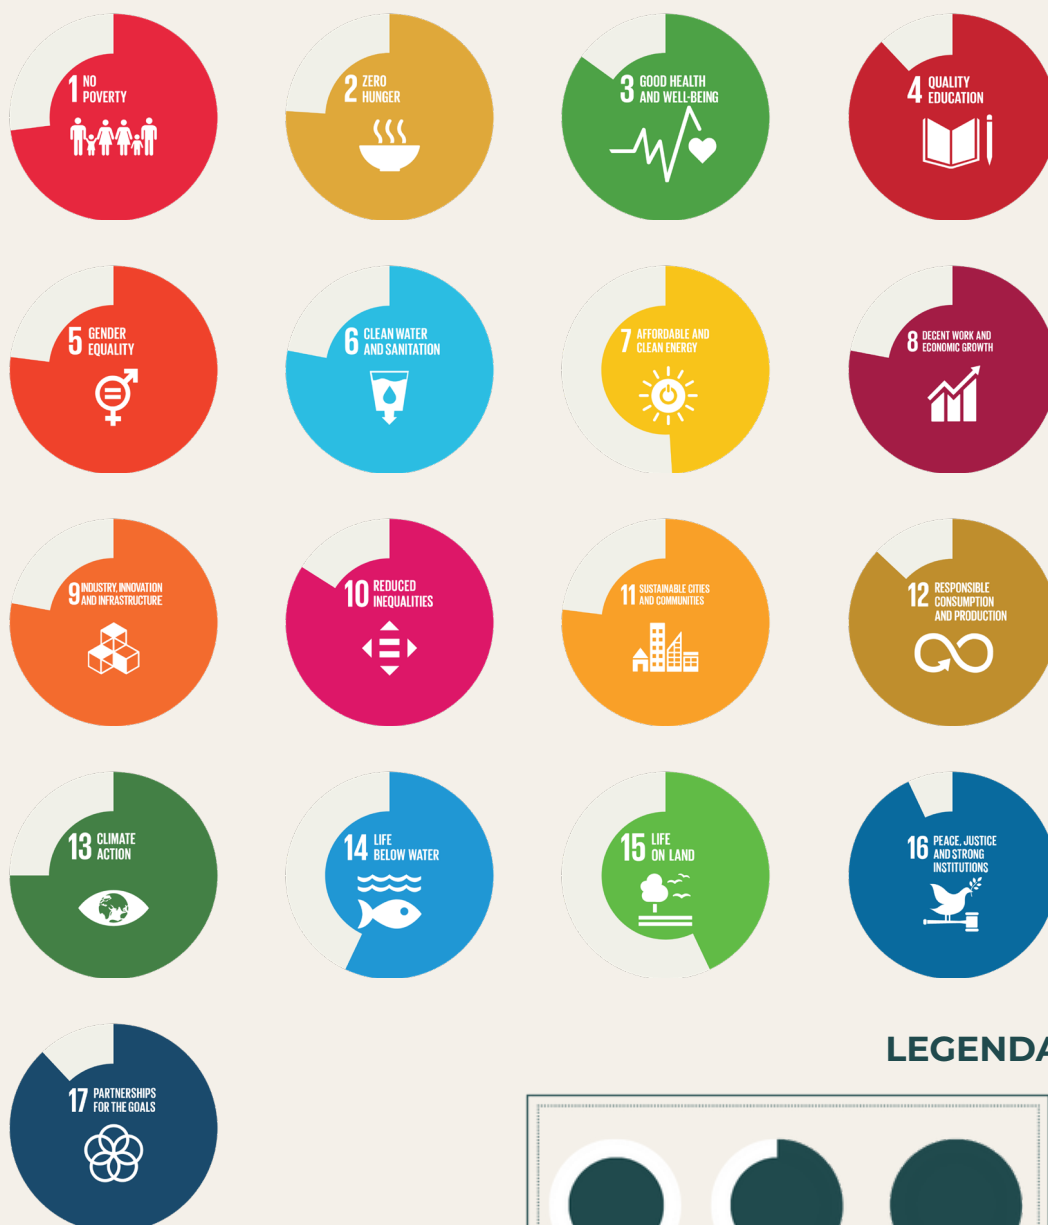 1 NO
POVERTY
2 ZERO
HUNGER
3 GOOD HEALTH
AND WELL-BEING
4 QUALITY
EDUCATION
5 GENDER
EQUALITY
6 CLEAN WATER
AND SANITATION
7 AFFORDABLE AND
CLEAN ENERGY
8 DECENT WORK AND
ECONOMIC GROWTH
9 INDUSTRY, INNOVATION
AND INFRASTRUCTURE
10 REDUCED
INEQUALITIES
11 SUSTAINABLE CITIES
AND COMMUNITIES
12 RESPONSIBLE
CONSUMPTION
AND PRODUCTION
13 CLIMATE
ACTION
14 LIFE
BELOW WATER
15 LIFE
ON LAND
16 PEACE, JUSTICE
AND STRONG
INSTITUTIONS
17 PARTNERSHIPS
FOR THE GOALS
LEGENDA